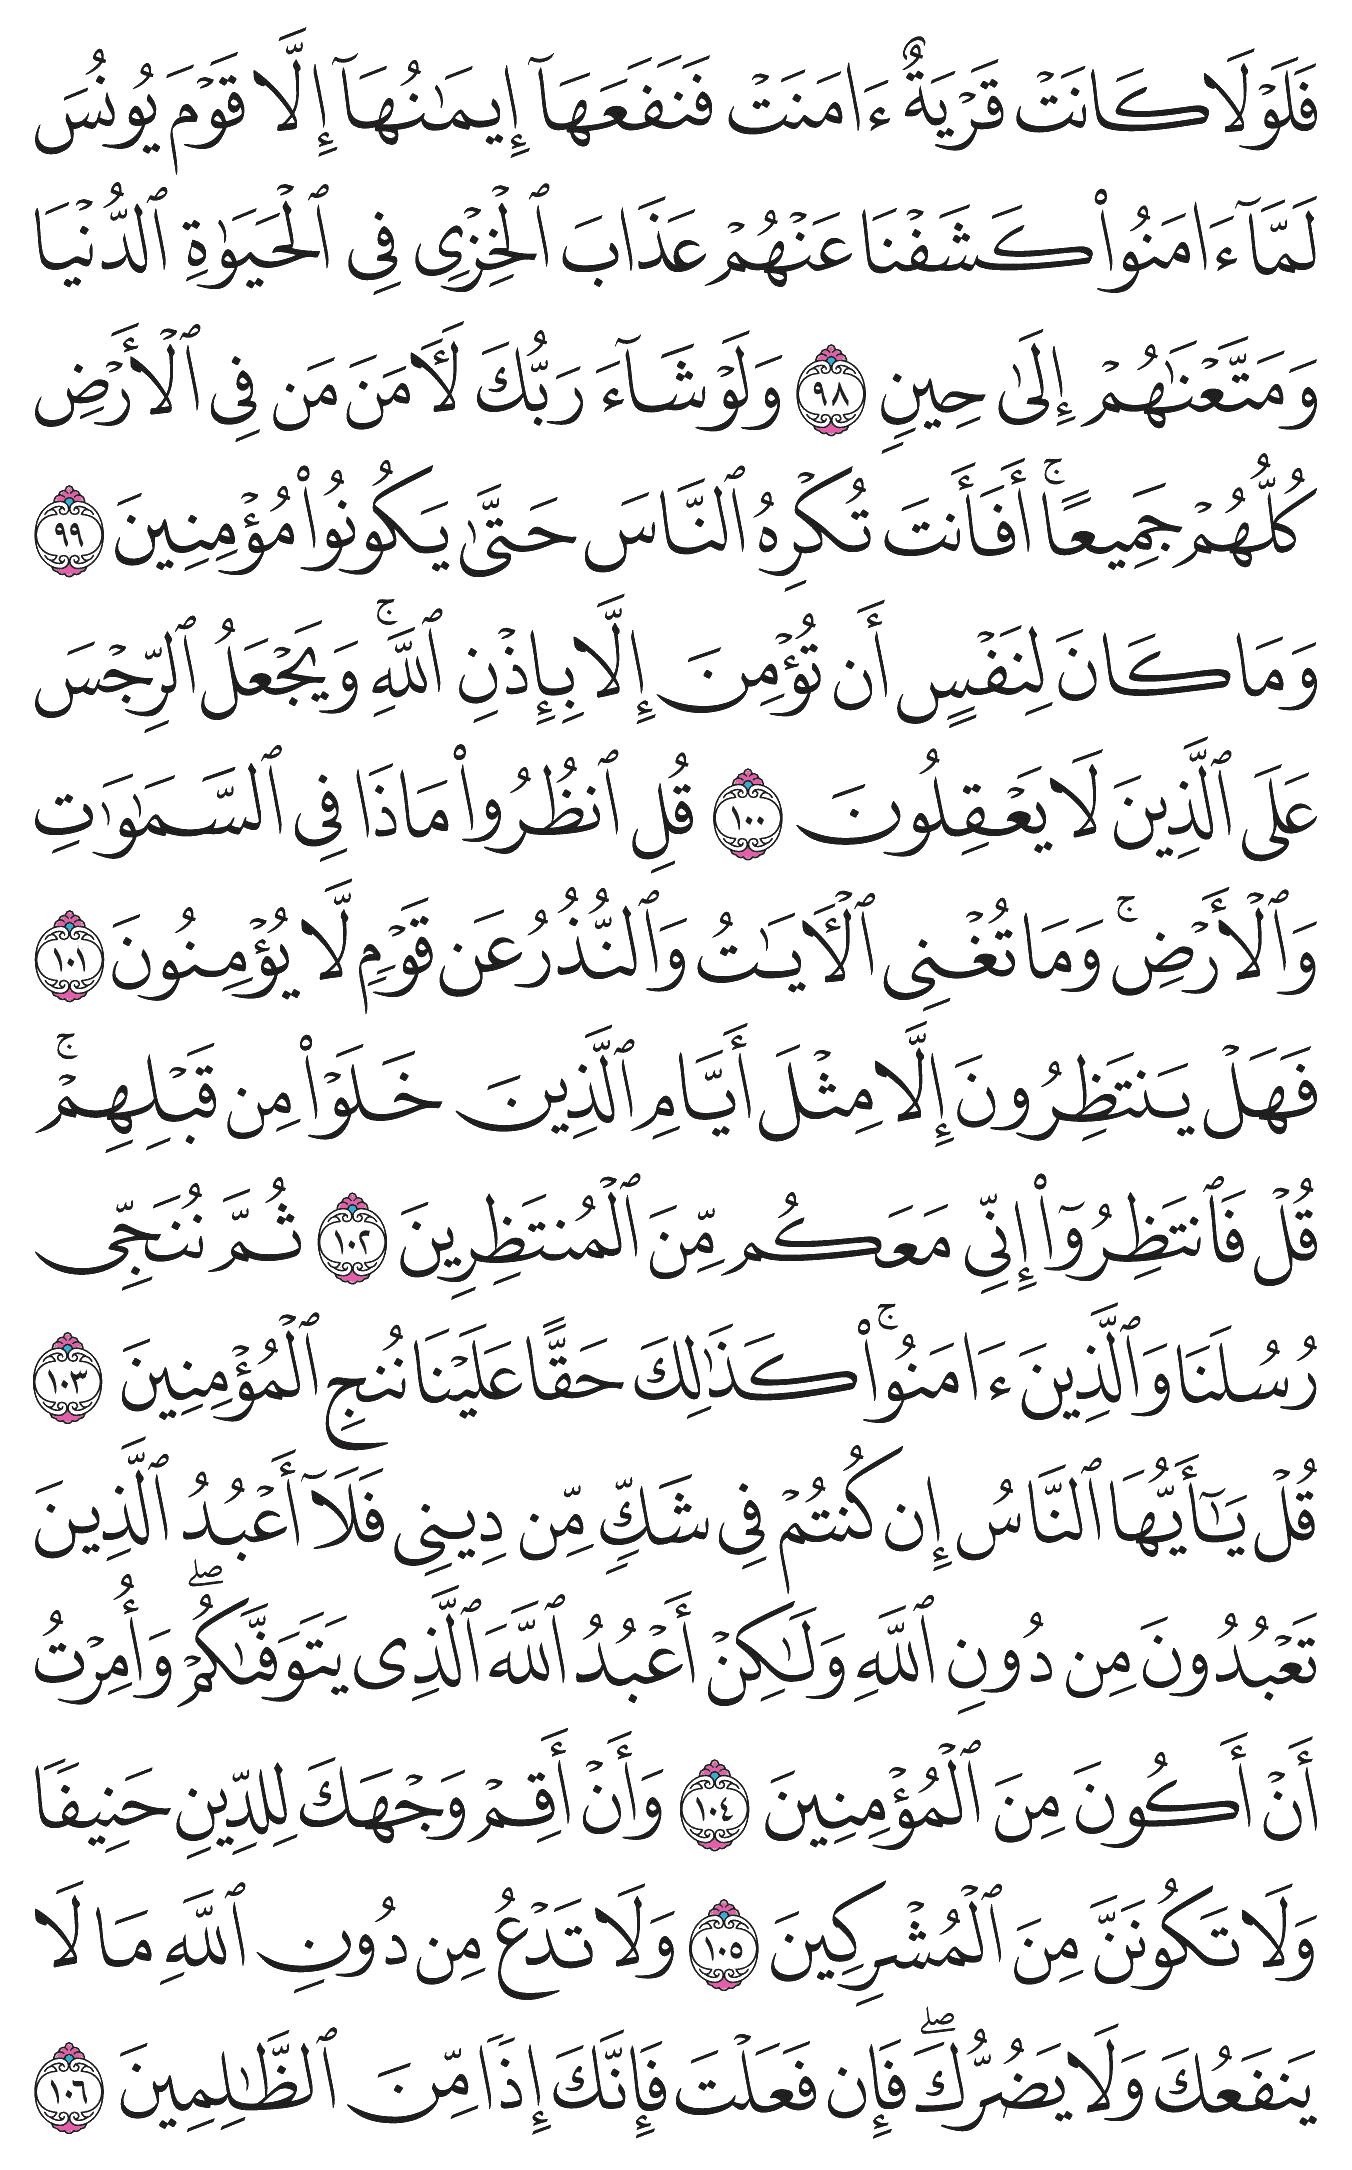 فَلَوۡلَا كَانَتۡ قَرۡيَةٌ ءَامَنَتۡ فَنَفَعَهَآ إِيمَٰنُهَآ إِلَّا قَوۡمَ يُونُسَ
لَمَّآ ءَامَنُواْ كَشَفۡنَا عَنۡهُمۡ عَذَابَ ٱلۡخِزۡيِ فِي ٱلۡحَيَوٰةِ ٱلدُّنۡيَا
وَمَتَّعۡنَٰهُمۡ إِلَىٰ حِينٖ ٩٨ وَلَوۡ شَآءَ رَبُّكَ لَأٓمَنَ مَن فِي ٱلۡأَرۡضِ
كُلُّهُمۡ جَمِيعًاۚ أَفَأَنتَ تُكۡرِهُ ٱلنَّاسَ حَتَّىٰ يَكُونُواْ مُؤۡمِنِينَ ٩٩
وَمَا كَانَ لِنَفۡسٍ أَن تُؤۡمِنَ إِلَّا بِإِذۡنِ ٱللَّهِۚ وَيَجۡعَلُ ٱلرِّجۡسَ
عَلَى ٱلَّذِينَ لَا يَعۡقِلُونَ ١٠٠ قُلِ ٱنظُرُواْ مَاذَا فِي ٱلسَّمَٰوَٰتِ
وَٱلۡأَرۡضِۚ وَمَا تُغۡنِي ٱلۡأٓيَٰتُ وَٱلنُّذُرُ عَن قَوۡمٖ لَّا يُؤۡمِنُونَ ١٠١
فَهَلۡ يَنتَظِرُونَ إِلَّا مِثۡلَ أَيَّامِ ٱلَّذِينَ خَلَوۡاْ مِن قَبۡلِهِمۡۚ
قُلۡ فَٱنتَظِرُوٓاْ إِنِّي مَعَكُم مِّنَ ٱلۡمُنتَظِرِينَ ١٠٢ ثُمَّ نُنَجِّي
رُسُلَنَا وَٱلَّذِينَ ءَامَنُواْۚ كَذَٰلِكَ حَقًّا عَلَيۡنَا نُنجِ ٱلۡمُؤۡمِنِينَ ١٠٣
قُلۡ يَٰٓأَيُّهَا ٱلنَّاسُ إِن كُنتُمۡ فِي شَكّٖ مِّن دِينِي فَلَآ أَعۡبُدُ ٱلَّذِينَ
تَعۡبُدُونَ مِن دُونِ ٱللَّهِ وَلَٰكِنۡ أَعۡبُدُ ٱللَّهَ ٱلَّذِي يَتَوَفَّىٰكُمۡۖ وَأُمِرۡتُ
أَنۡ أَكُونَ مِنَ ٱلۡمُؤۡمِنِينَ ١٠٤ وَأَنۡ أَقِمۡ وَجۡهَكَ لِلدِّينِ حَنِيفٗا
وَلَا تَكُونَنَّ مِنَ ٱلۡمُشۡرِكِينَ ١٠٥ وَلَا تَدۡعُ مِن دُونِ ٱللَّهِ مَا لَا
يَنفَعُكَ وَلَا يَضُرُّكَۖ فَإِن فَعَلۡتَ فَإِنَّكَ إِذٗا مِّنَ ٱلظَّٰلِمِينَ ١٠٦